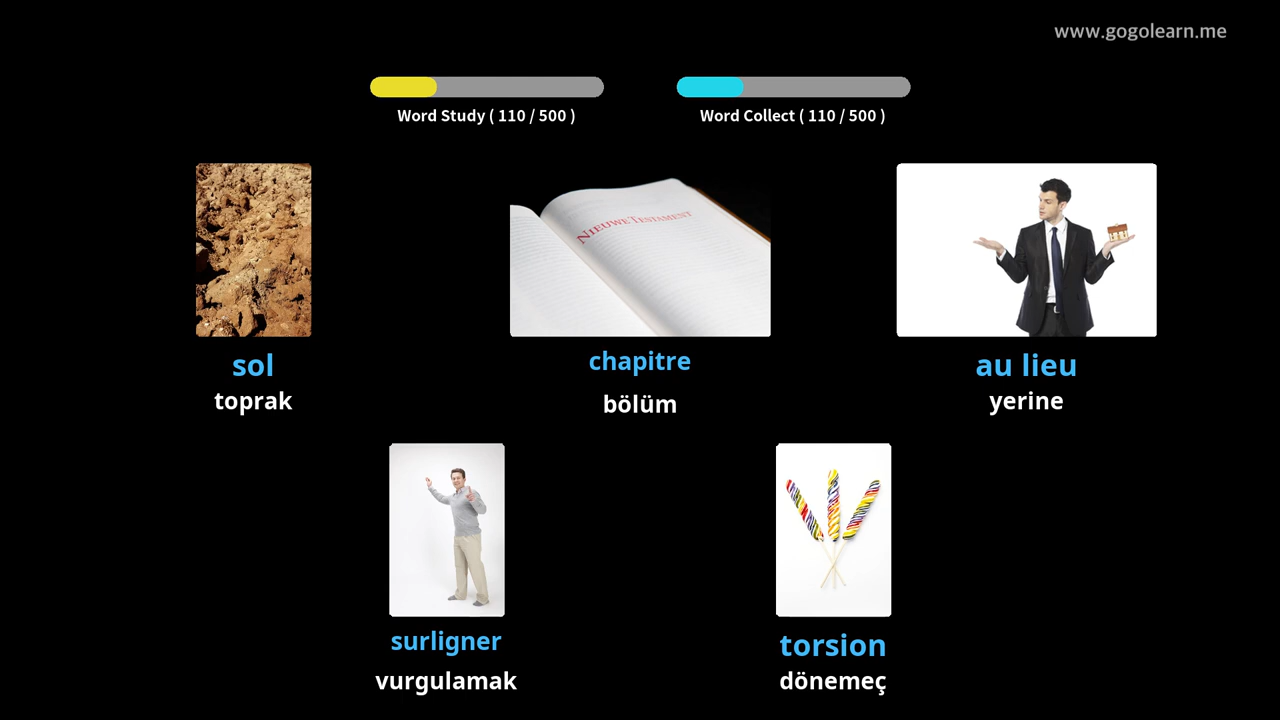 www.gogolearn.me
Word Study ( 110 / 500 )
Word Collect ( 110 / 500 )
NIEUWE TESTAMENT
sol
toprak
chapitre
bölüm
au lieu
yerine
surligner
vurgulamak
torsion
dönemeç